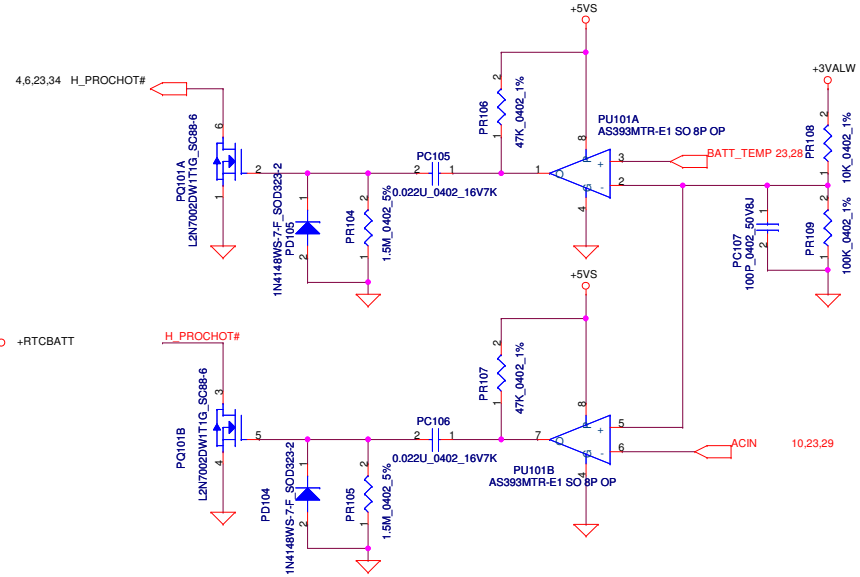 +5VS
+3VALW
4,6,23,34 H_PROCHOT#
PR106
47K_0402_1%
2
1
PU101A
AS393MTR-E1 SO 8P OP
PR108
10K_0402_1%
2
1
BATT_TEMP 23,28
PQ101A
L2N7002DW1T1G_SC88-6
6
2
1
PC105
2
1
0.022U_0402_16V7K
1
8
3
2
4
+
-
P
G
O
1N4148WS-7-F_SOD323-2
PD105
1
2
PR104
1.5M_0402_5%
2
1
PC107
100P_0402_50V8J
1
2
PR109
100K_0402_1%
2
1
+5VS
+RTCBATT
H_PROCHOT#
PR107
47K_0402_1%
2
1
PQ101B
L2N7002DW1T1G_SC88-6
3
5
4
PC106
2
1
0.022U_0402_16V7K
7
8
5
6
4
+
-
P
G
O
ACIN 10,23,29
PU101B
AS393MTR-E1 SO 8P OP
PD104
1N4148WS-7-F_SOD323-2
1
2
PR105
1.5M_0402_5%
2
1